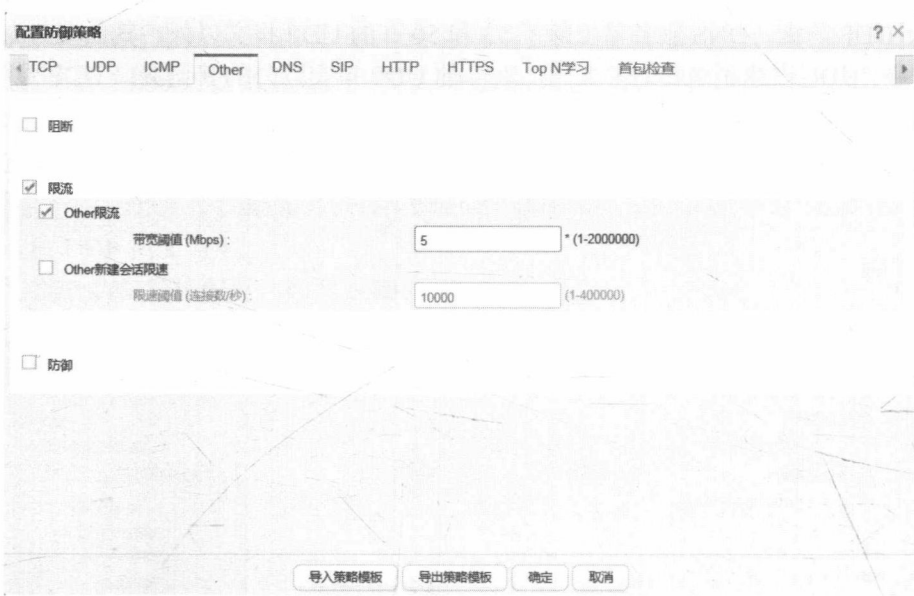 配置防御策略 ? ×
TCP UDP ICMP Other DNS SIP HTTP HTTPS Top N学习 首包检查
阻断
限流
Other限流
带宽阈值 (Mbps) : 5 * (1-2000000)
Other新建会话限速
限速阈值 (连接数/秒) : 10000 (1-400000)
防御
导入策略模板 导出策略模板 确定 取消